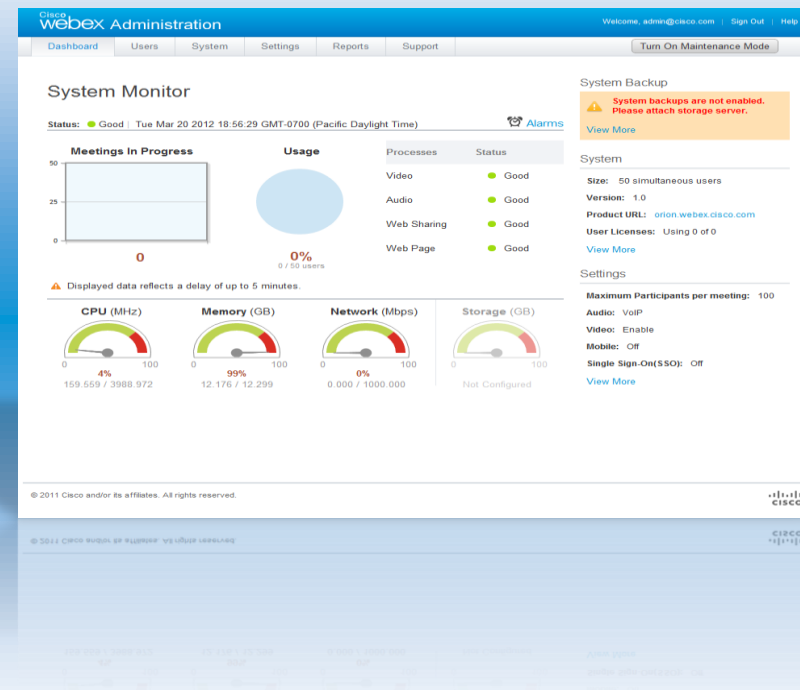 Cisco
webex Administration
Welcome, admin@cisco.com | Sign Out | Help
Dashboard Users System Settings Reports Support
Turn On Maintenance Mode
System Monitor
Status: Good | Tue Mar 20 2012 18:56:29 GMT-0700 (Pacific Daylight Time)
Alarms
Meetings In Progress
50
25
0
0
Usage
0%
0 / 50 users
Processes Status
Video Good
Audio Good
Web Sharing Good
Web Page Good
Displayed data reflects a delay of up to 5 minutes.
CPU (MHz)
0 100
4%
159.559 / 3988.972
Memory (GB)
0 100
99%
12.176 / 12.299
Network (Mbps)
0 100
0%
0.000 / 1000.000
Storage (GB)
0 100
Not Configured
System Backup
System backups are not enabled.
Please attach storage server.
View More
System
Size: 50 simultaneous users
Version: 1.0
Product URL: orion.webex.cisco.com
User Licenses: Using 0 of 0
View More
Settings
Maximum Participants per meeting: 100
Audio: VoIP
Video: Enable
Mobile: Off
Single Sign-On(SSO): Off
View More
© 2011 Cisco and/or its affiliates. All rights reserved.
CISCO